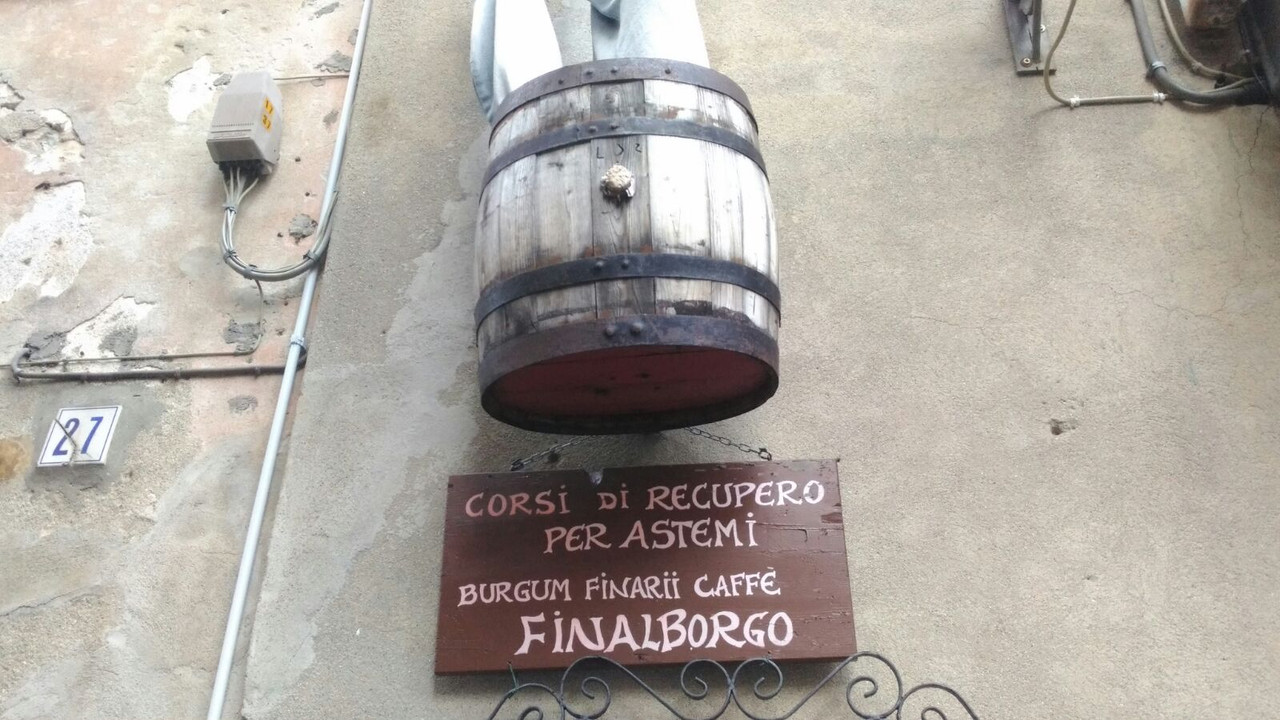 27
CORSi Di RECUPERO
PER ASTEMi
BURGUM FiNARii CAFFÈ
FiNALBORGO